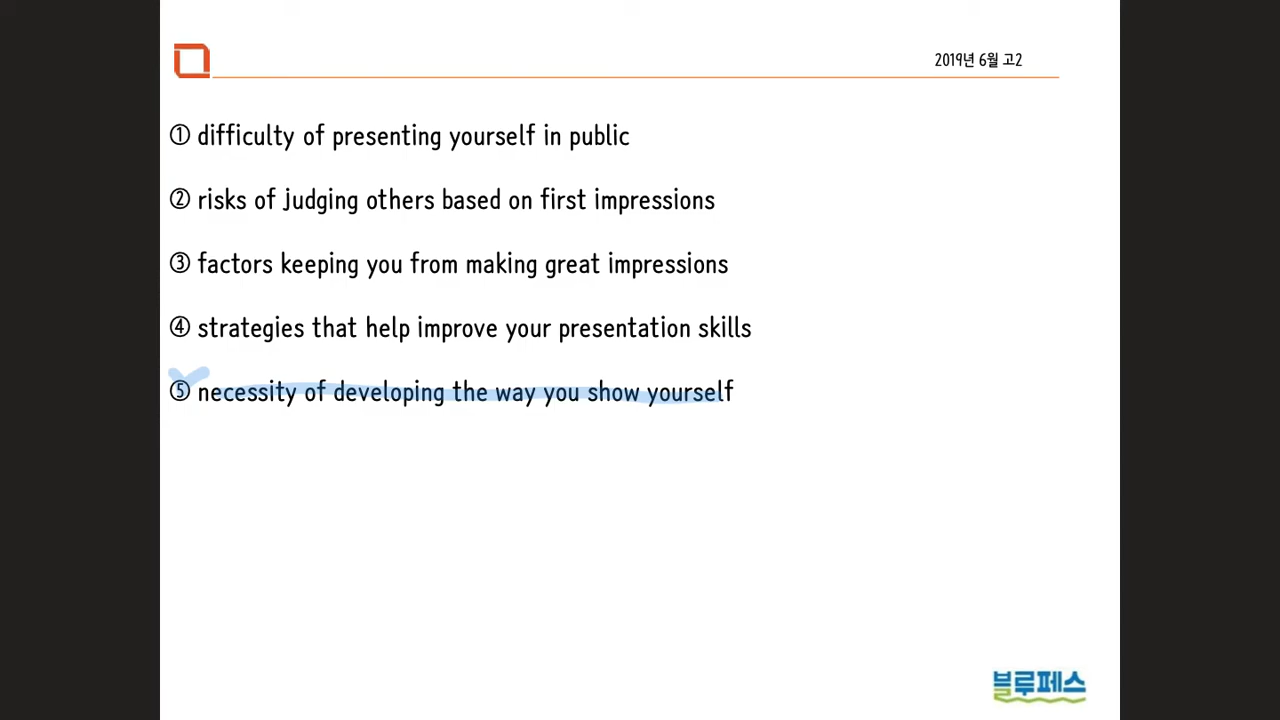 2019년 6월 고2
① difficulty of presenting yourself in public
② risks of judging others based on first impressions
③ factors keeping you from making great impressions
④ strategies that help improve your presentation skills
⑤ necessity of developing the way you show yourself
블루페스